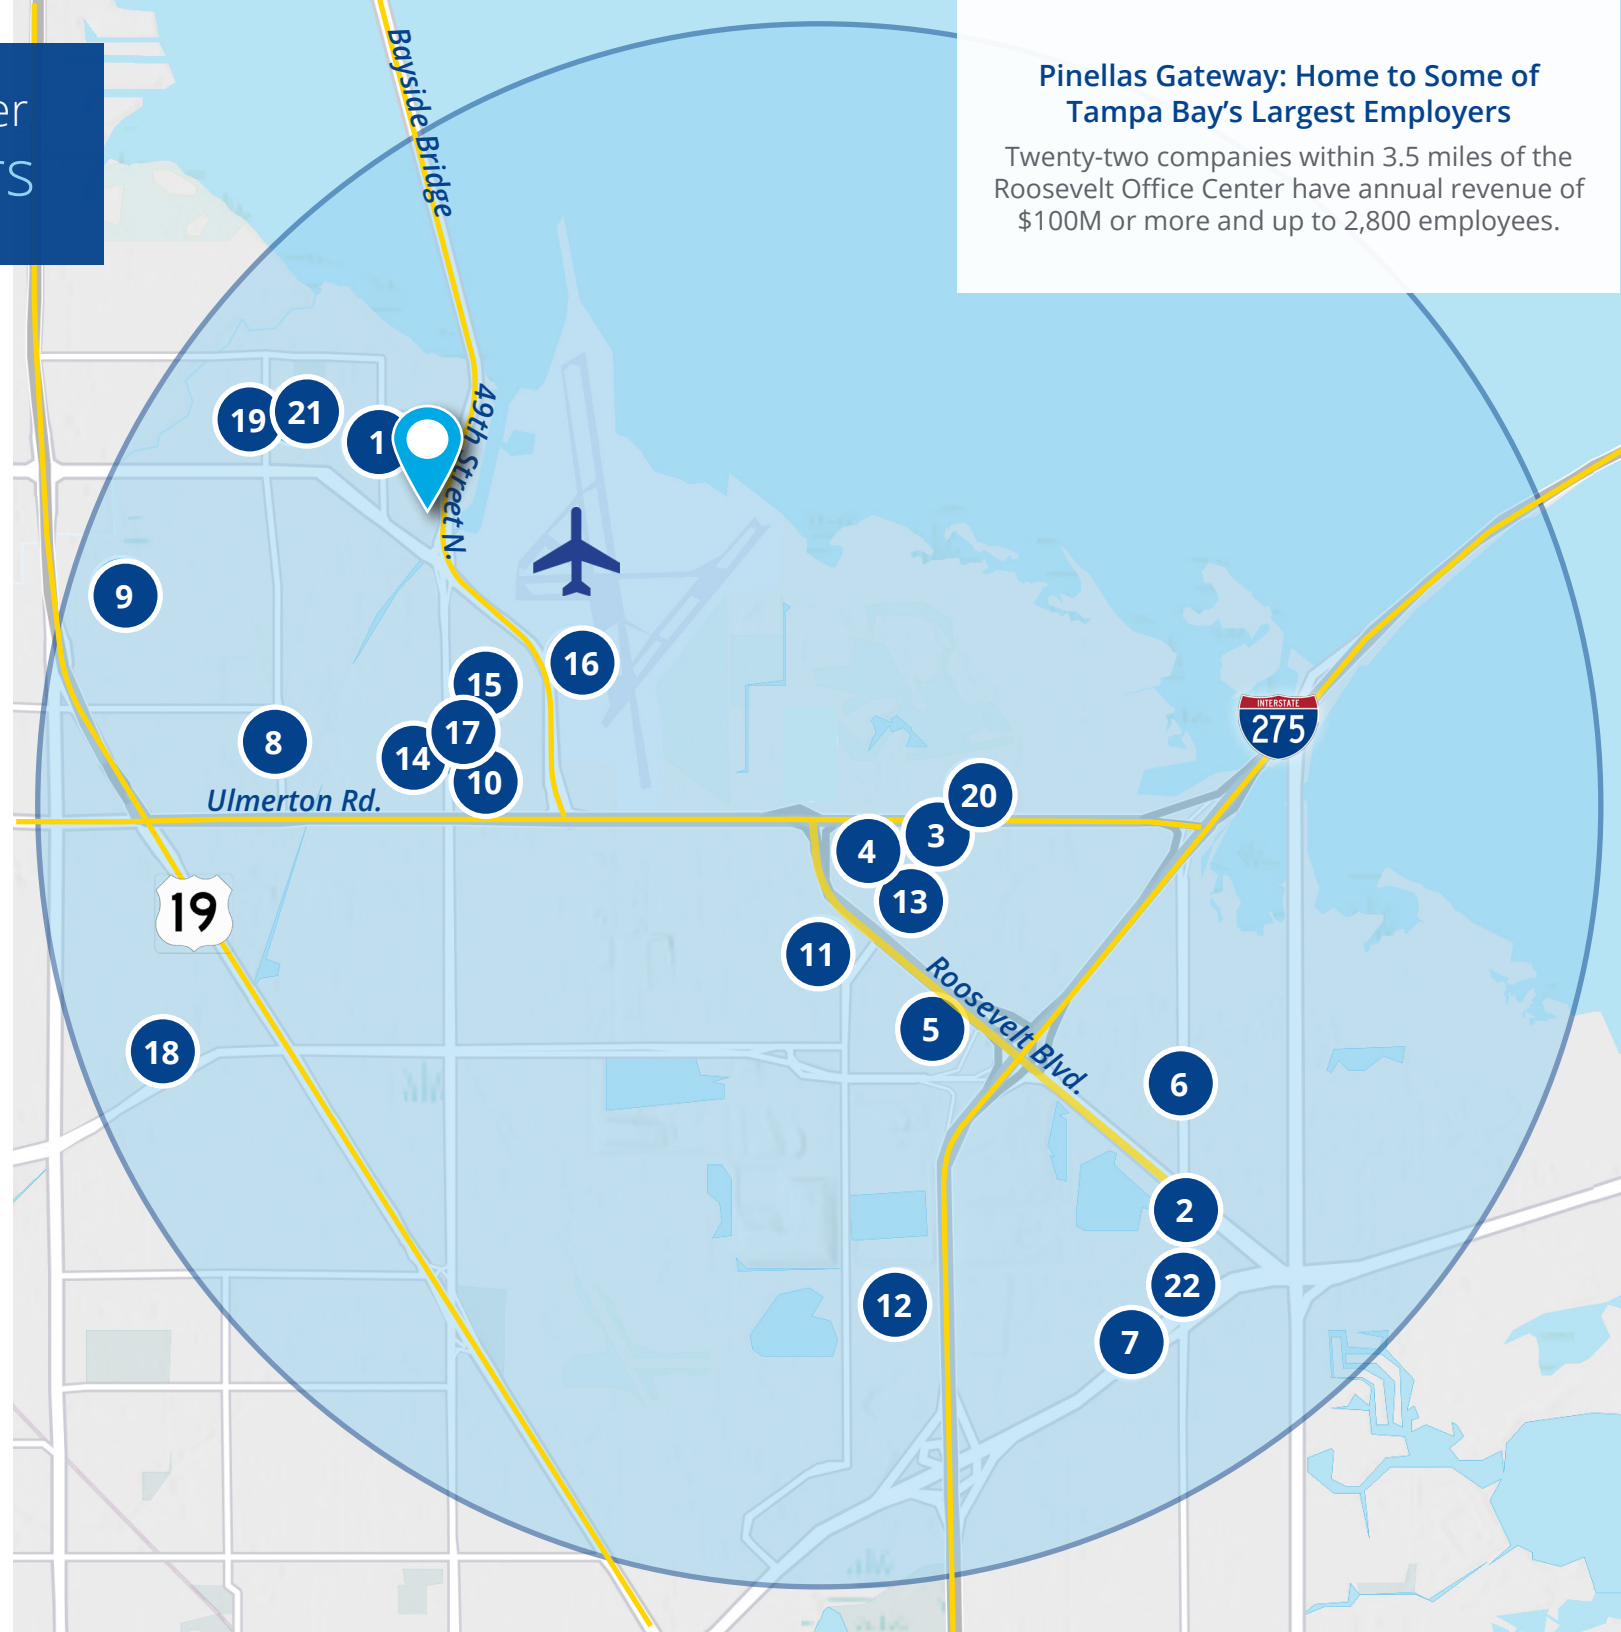 Pinellas Gateway: Home to Some of
Tampa Bay's Largest Employers
Twenty-two companies within 3.5 miles of the
Roosevelt Office Center have annual revenue of
$100M or more and up to 2,800 employees.
er
rs
Bayside Bridge
49th Street N.
19
21
1
9
16
15
17
8
14
10
Ulmerton Rd.
INTERSTATE
275
20
3
4
13
19
11
Roosevelt Blvd.
5
18
6
2
22
12
7